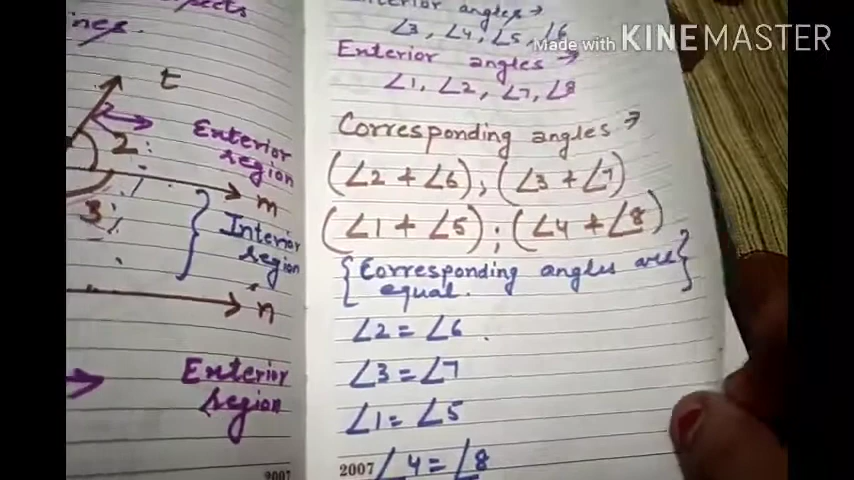 ines.
t
2
Exterior
region
m
3
Interior
region
n
Exterior
region
2007
angles →
∠3, ∠4, ∠5, ∠6
Made with KINEMASTER
Exterior angles →
∠1, ∠2, ∠7, ∠8
Corresponding angles →
(∠2 + ∠6), (∠3 + ∠7)
(∠1 + ∠5); (∠4 + ∠8)
{Corresponding angles are
equal.}
∠2 = ∠6.
∠3 = ∠7
∠1 = ∠5
2007 ∠4 = ∠8